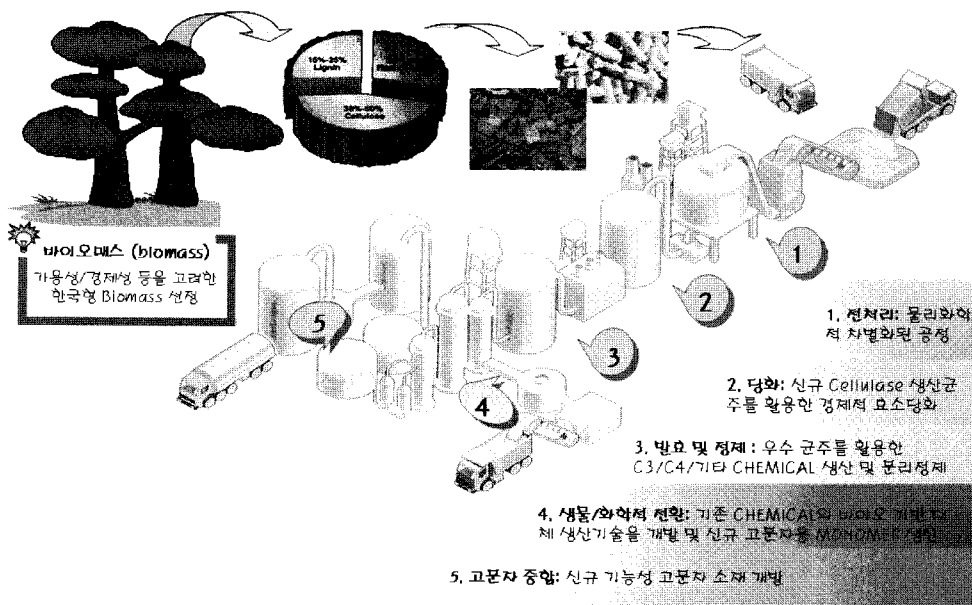 Lignin
바이오매스 (biomass)
가용성/경제성 등을 고려한
한국형 Biomass 선정
1
2
3
4
5
1. 전처리: 물리화학
적 차별화된 공정
2. 당화: 신규 Cellulase 생산균
주를 활용한 경제적 효소당화
3. 발효 및 정제 : 우수 균주를 활용한
C3/C4/기타 CHEMICAL 생산 및 분리정제
4. 생물/화학적 전환: 기존 CHEMICAL의 바이오 기반
체 생산기술을 개발 및 신규 고분자용 MONOMER 생산
5. 고분자 중합: 신규 기능성 고분자 소재 개발